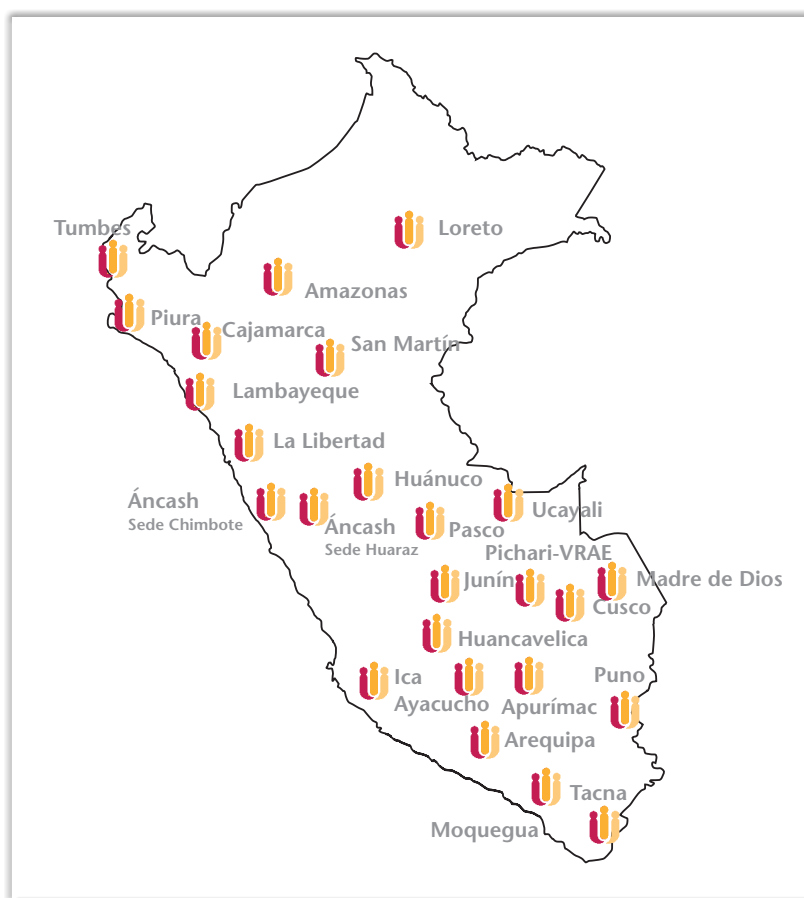 Tumbes
Loreto
Amazonas
Piura
Cajamarca
San Martín
Lambayeque
La Libertad
Huánuco
Áncash
Sede Chimbote
Áncash
Sede Huaraz
Pasco
Ucayali
Pichari-VRAE
Junín
Madre de Dios
Cusco
Huancavelica
Ica
Puno
Ayacucho
Apurímac
Arequipa
Tacna
Moquegua